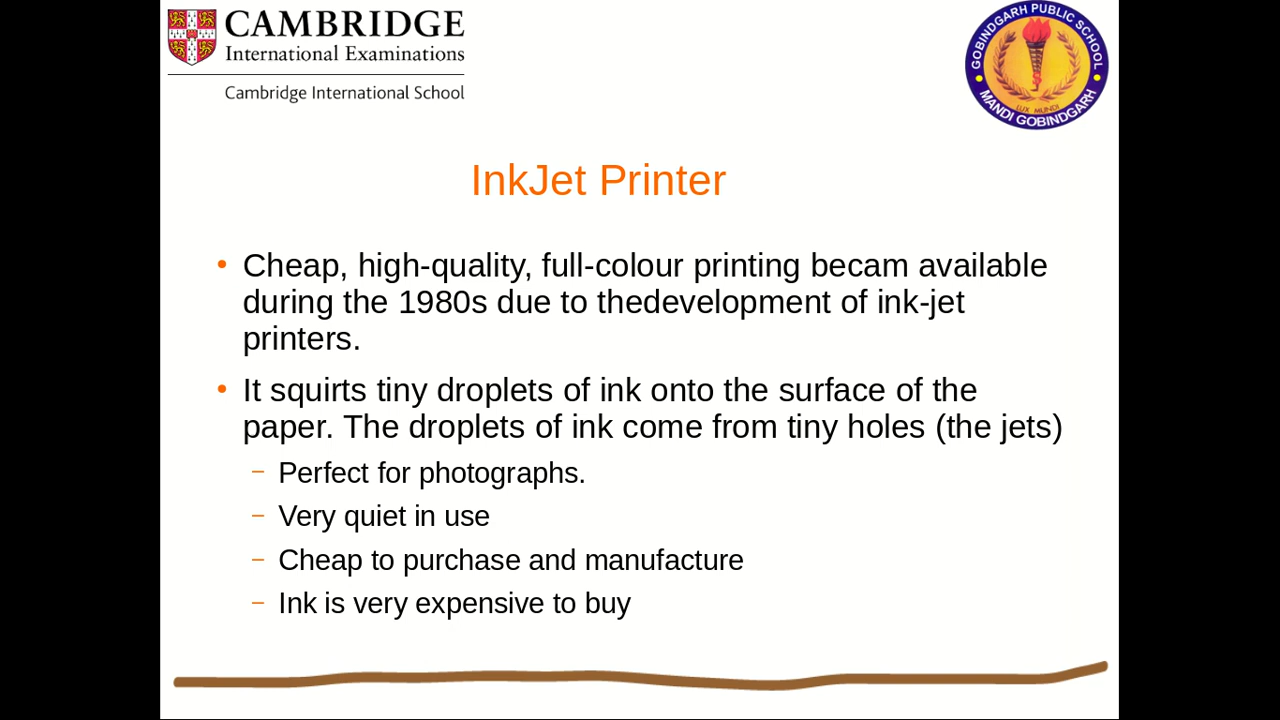 CAMBRIDGE
International Examinations
Cambridge International School
GOBINDGARH PUBLIC SCHOOL
LUX MUNDI
MANDI GOBINDGARH
InkJet Printer
• Cheap, high-quality, full-colour printing becam available
during the 1980s due to thedevelopment of ink-jet
printers.
• It squirts tiny droplets of ink onto the surface of the
paper. The droplets of ink come from tiny holes (the jets)
– Perfect for photographs.
– Very quiet in use
– Cheap to purchase and manufacture
– Ink is very expensive to buy